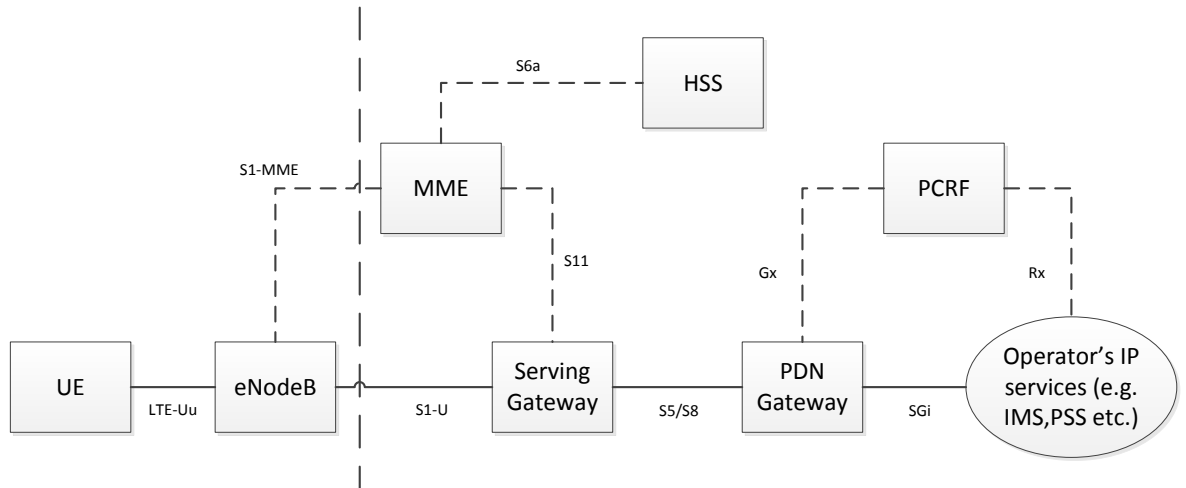 S6a
HSS
S1-MME
MME
PCRF
S11
Gx
Rx
UE
LTE-Uu
eNodeB
S1-U
Serving
Gateway
S5/S8
PDN
Gateway
SGi
Operator’s IP
services (e.g.
IMS,PSS etc.)